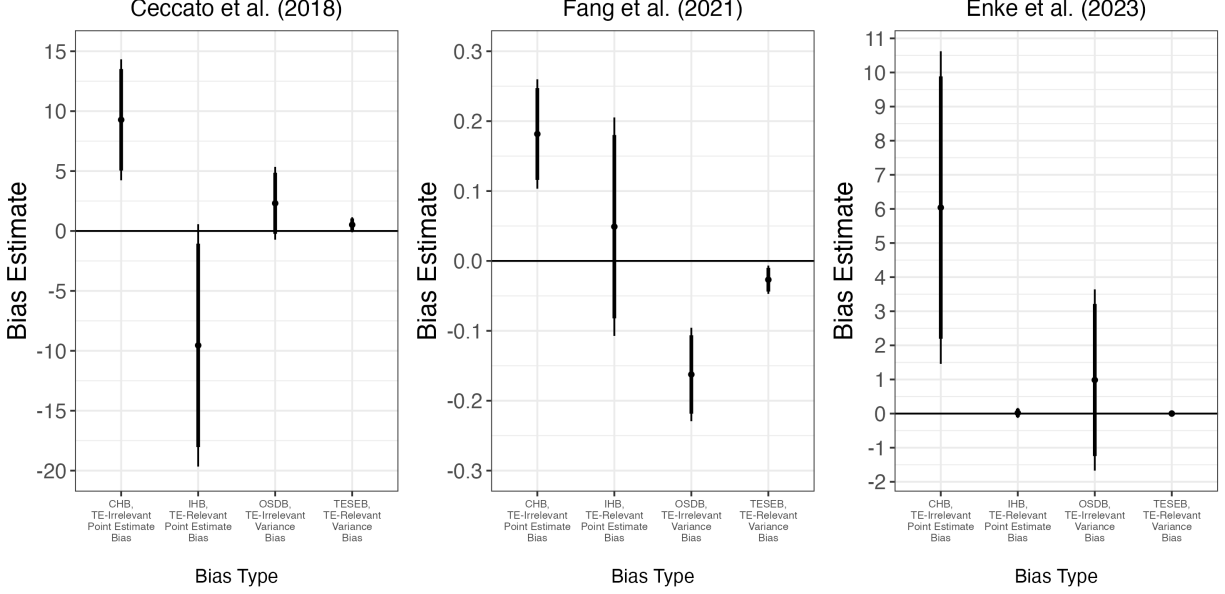 Ceccato et al. (2018)
Bias Estimate
15
10
5
0
-5
-10
-15
-20
CHB,
TE-Irrelevant
Point Estimate
Bias
IHB,
TE-Relevant
Point Estimate
Bias
OSDB,
TE-Irrelevant
Variance
Bias
TESEB,
TE-Relevant
Variance
Bias
Bias Type
Fang et al. (2021)
Bias Estimate
0.3
0.2
0.1
0.0
-0.1
-0.2
-0.3
CHB,
TE-Irrelevant
Point Estimate
Bias
IHB,
TE-Relevant
Point Estimate
Bias
OSDB,
TE-Irrelevant
Variance
Bias
TESEB,
TE-Relevant
Variance
Bias
Bias Type
Enke et al. (2023)
Bias Estimate
11
10
9
8
7
6
5
4
3
2
1
0
-1
-2
CHB,
TE-Irrelevant
Point Estimate
Bias
IHB,
TE-Relevant
Point Estimate
Bias
OSDB,
TE-Irrelevant
Variance
Bias
TESEB,
TE-Relevant
Variance
Bias
Bias Type